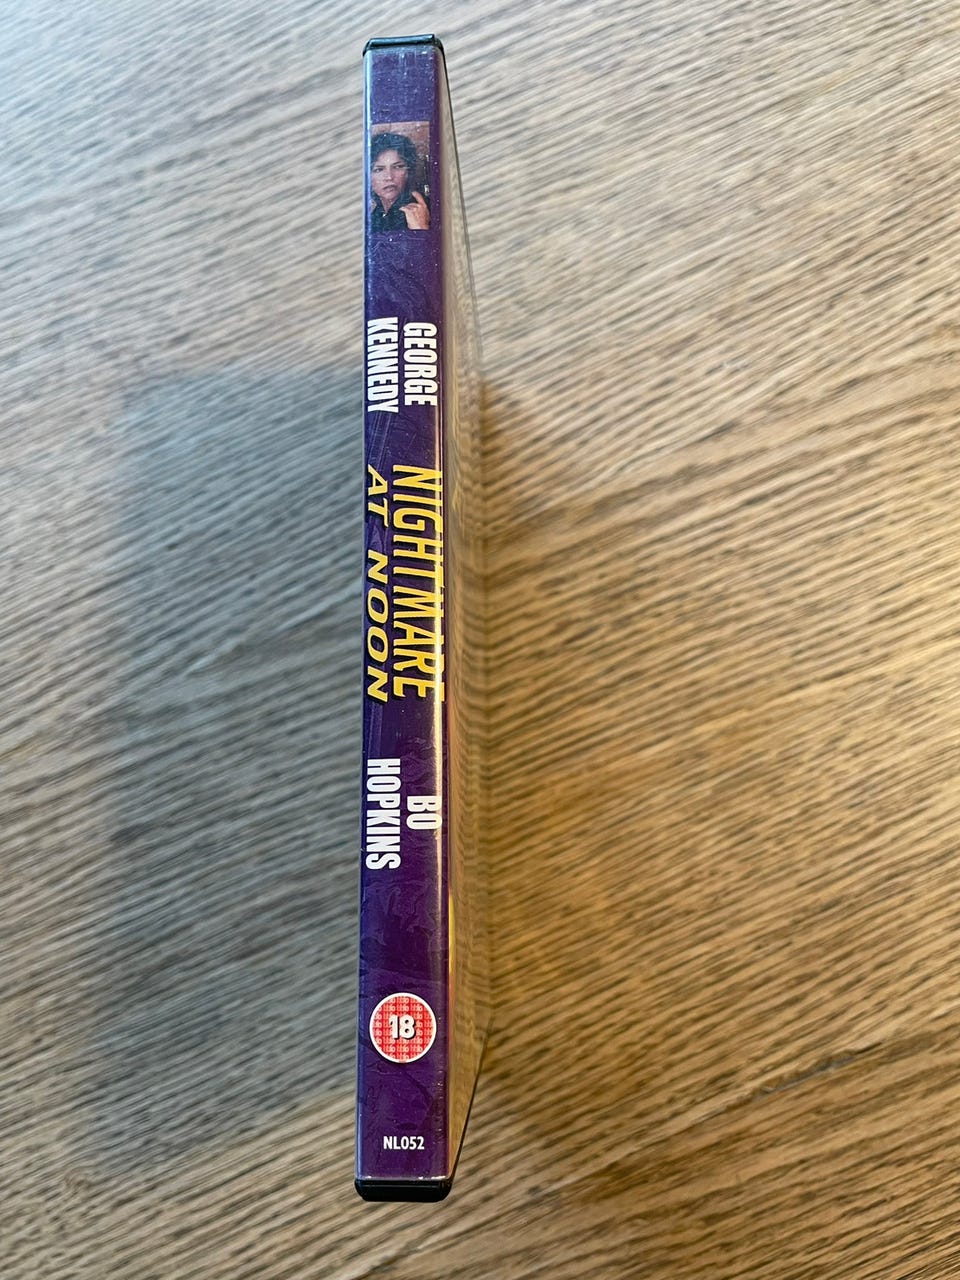 GEORGE
KENNEDY
NIGHTMARE
AT NOON
BO
HOPKINS
18
NL052